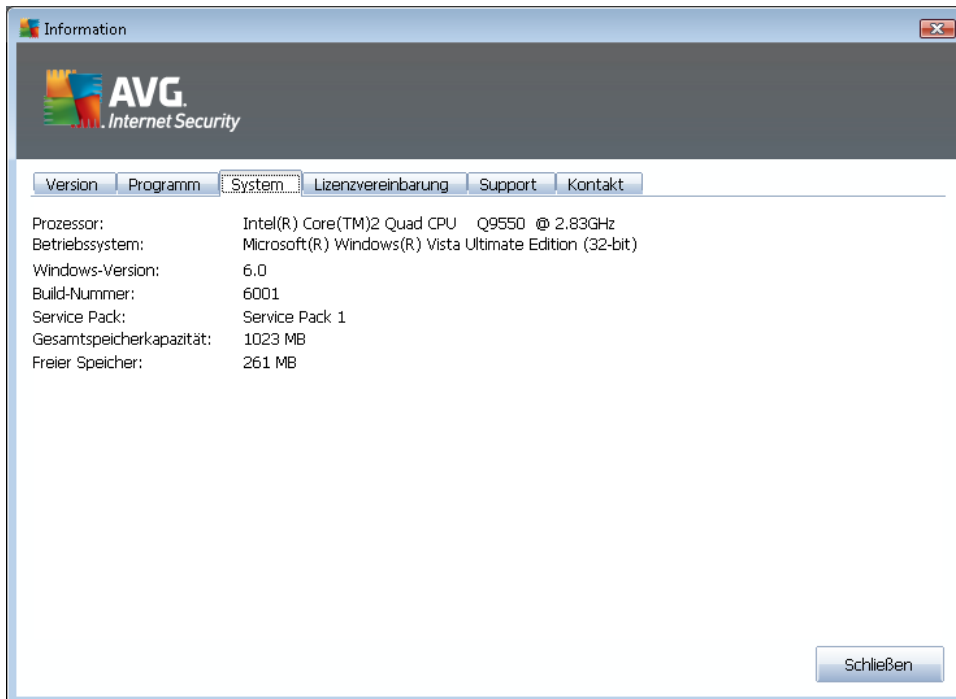 Information
AVG.
Internet Security
Version Programm System Lizenzvereinbarung Support Kontakt
Prozessor: Intel(R) Core(TM)2 Quad CPU Q9550 @ 2.83GHz
Betriebssystem: Microsoft(R) Windows(R) Vista Ultimate Edition (32-bit)
Windows-Version: 6.0
Build-Nummer: 6001
Service Pack: Service Pack 1
Gesamtspeicherkapazität: 1023 MB
Freier Speicher: 261 MB
Schließen